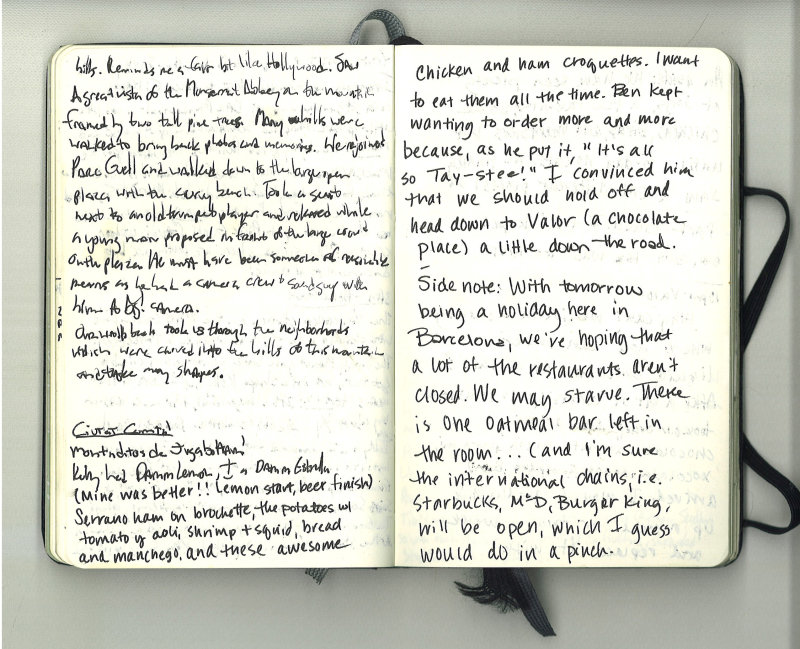 hills. Reminds me a fair bit like Hollywood. Saw
A great vista of the Monserrat Abbey on the mountain
framed by two tall pine trees. Many were
walked to bring back photos and memories. We rejoined
Parc Guell and walked down to the large open
plaza with the curvy bench. Took a seat
next to an old trumpet player and relaxed while
a young man proposed in front of the large crowd
on the plaza. He must have been someone of
means as he had a camera crew + sound guy with
him to camera.
Our walk back took us through the neighborhoods
which were carved into the hills of this mountain
many shapes.
Ciutat Comtal
Montaditos de
Kelly had Damm Lemon, I a Damm Estrella
(Mine was better!! Lemon start, beer finish)
Serrano ham on brochette, the potatoes w/
tomato y aoli, shrimp + squid, bread
and manchego, and these awesome
Chicken and ham croquettes. I want
to eat them all the time. Ben kept
wanting to order more and more
because, as he put it, "It's all
so Tay-stee!" I convinced him
that we should hold off and
head down to Valor (a chocolate
place) a little down the road.
–
Side note: With tomorrow
being a holiday here in
Barcelona, we're hoping that
a lot of the restaurants aren't
closed. We may starve. There
is one oatmeal bar left in
the room... (and I'm sure
the international chains, i.e.
Starbucks, McD, Burger King,
will be open, which I guess
would do in a pinch.